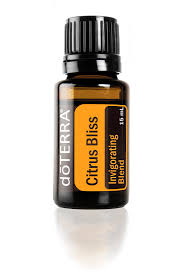 dōTERRA®
Citrus Bliss
Invigorating
Blend
15 mL